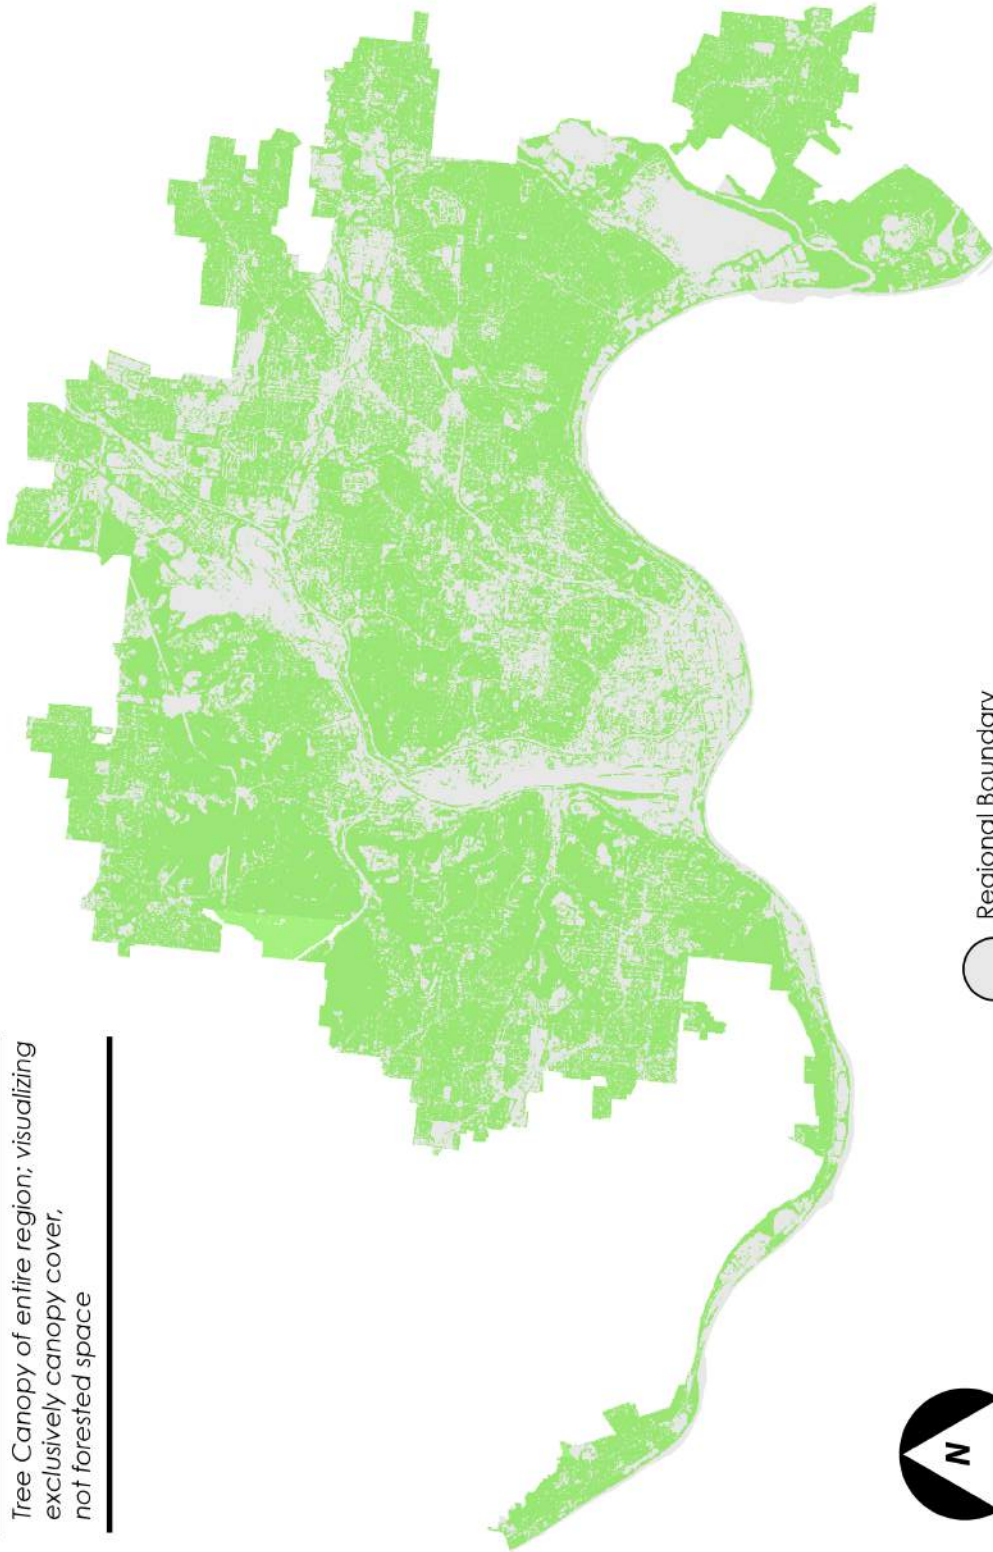 Tree Canopy of entire region; visualizing
exclusively canopy cover,
not forested space
N
Regional Boundary